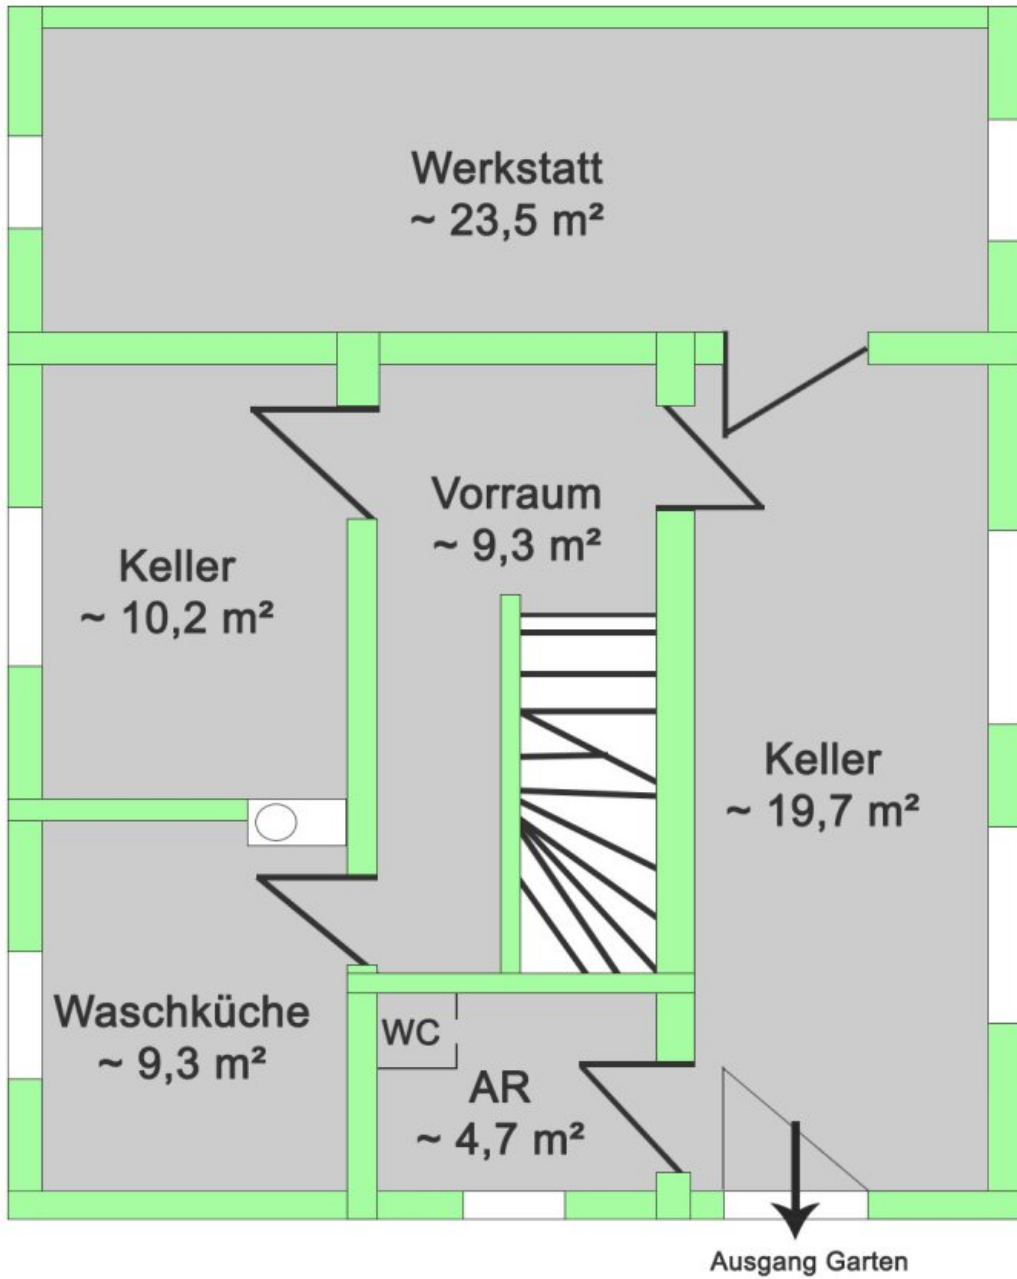 Werkstatt
~ 23,5 m²
Vorraum
~ 9,3 m²
Keller
~ 10,2 m²
Keller
~ 19,7 m²
Waschküche
~ 9,3 m²
WC
AR
~ 4,7 m²
Ausgang Garten